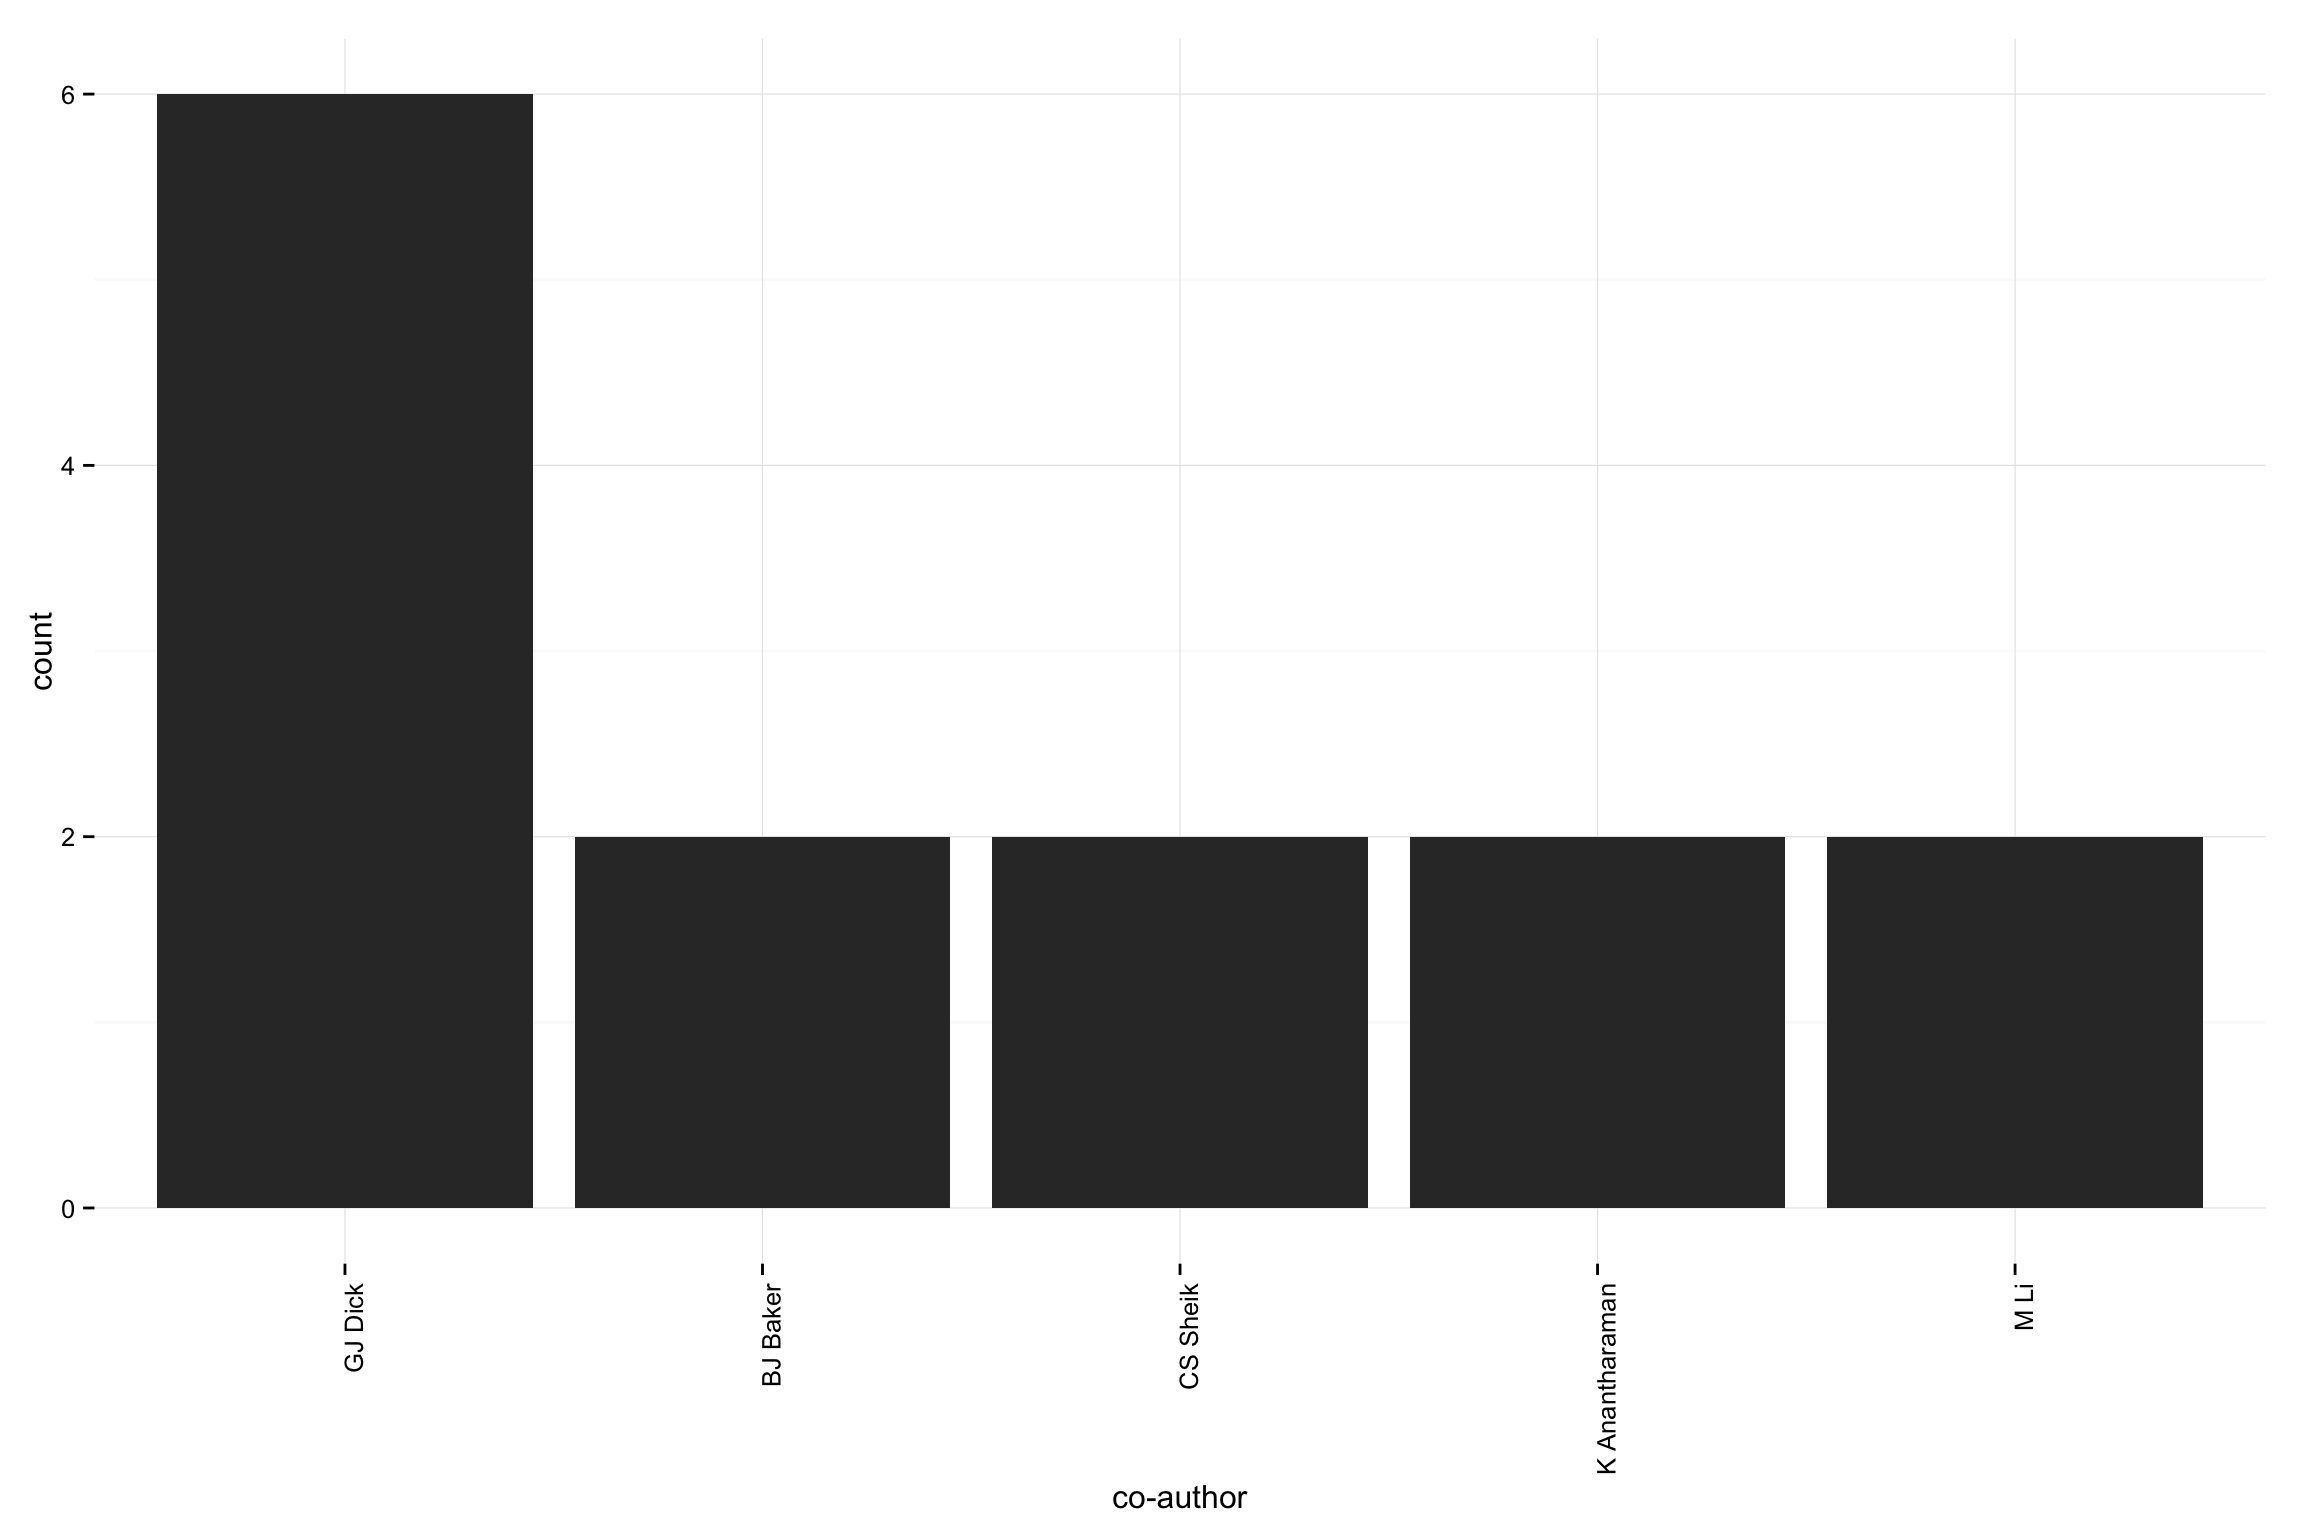 6
4
2
0
count
GJ Dick
BJ Baker
CS Sheik
K Anantharaman
M Li
co-author